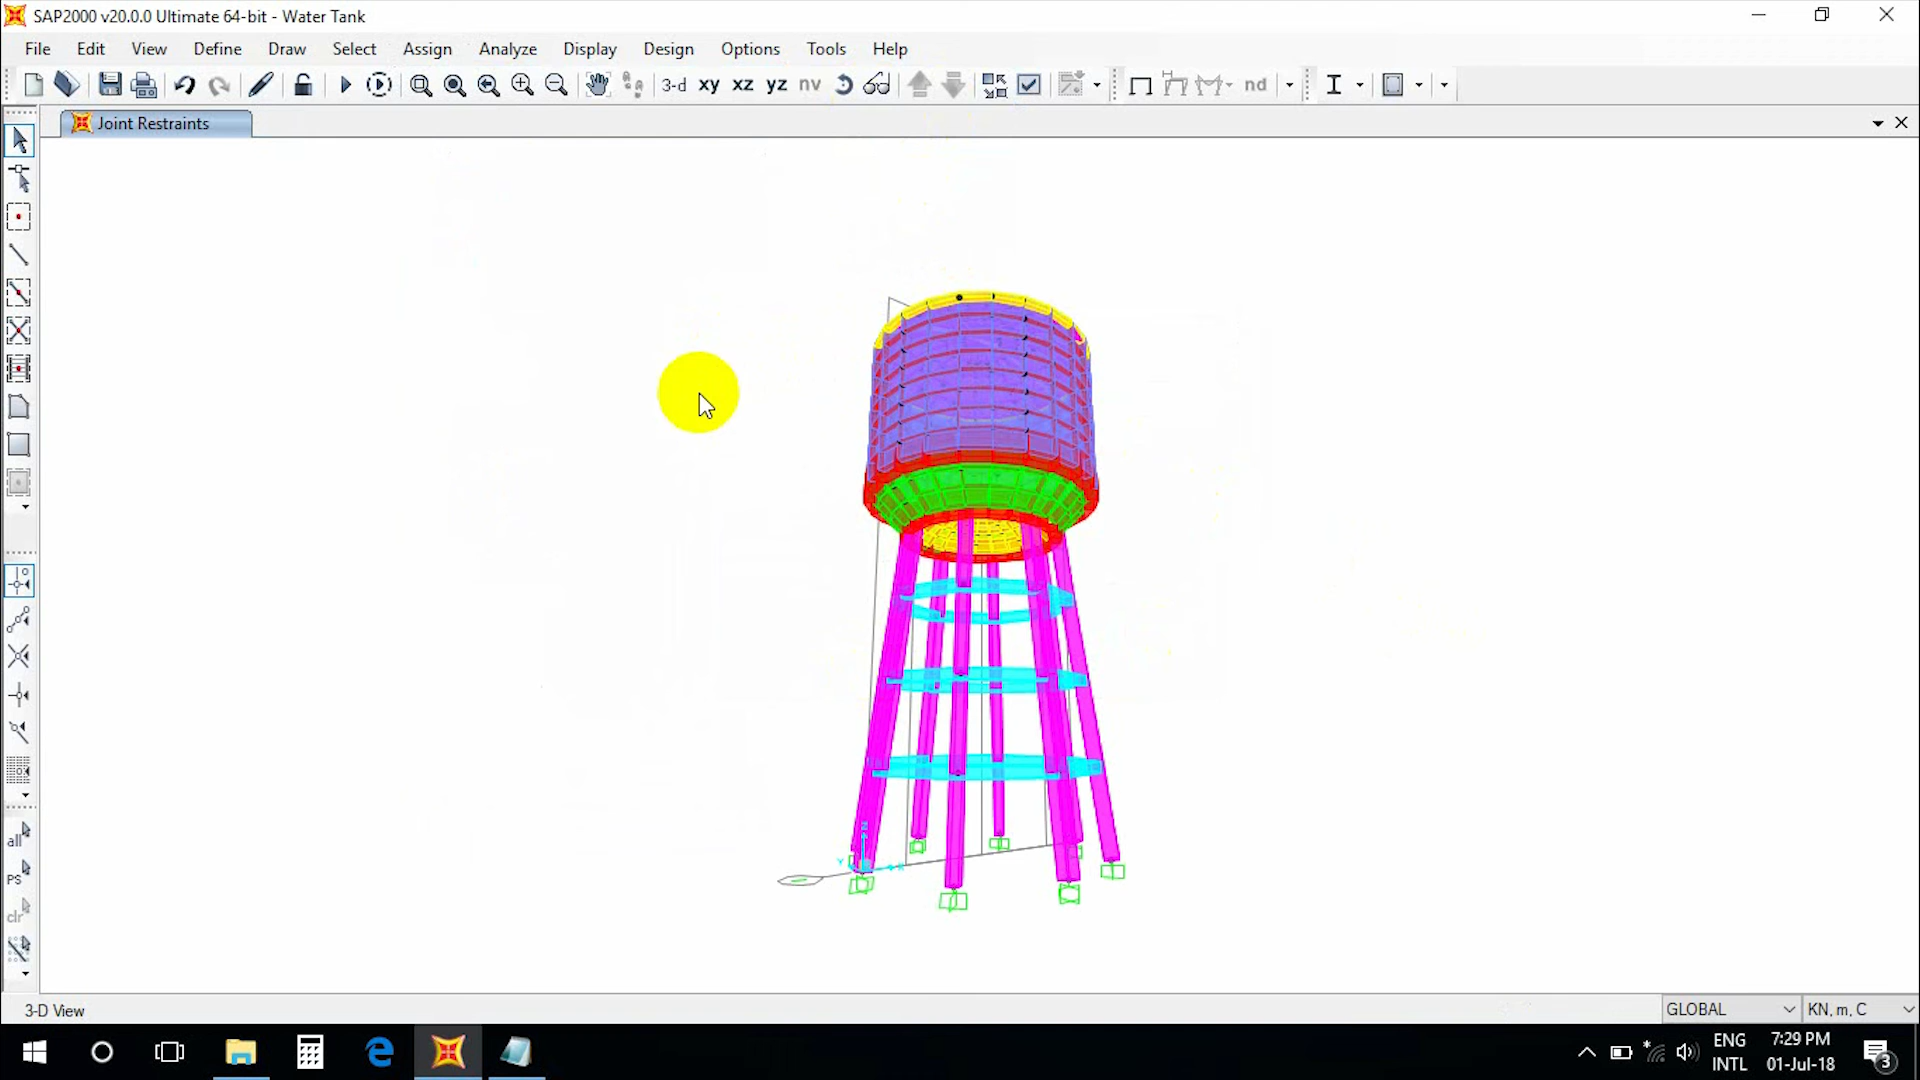 SAP2000 v20.0.0 Ultimate 64-bit - Water Tank
File Edit View Define Draw Select Assign Analyze Display Design Options Tools Help
3-d xy xz yz nv nd
Joint Restraints
all
PS
clr
3-D View
GLOBAL
KN, m, C
ENG
INTL
7:29 PM
01-Jul-18
3